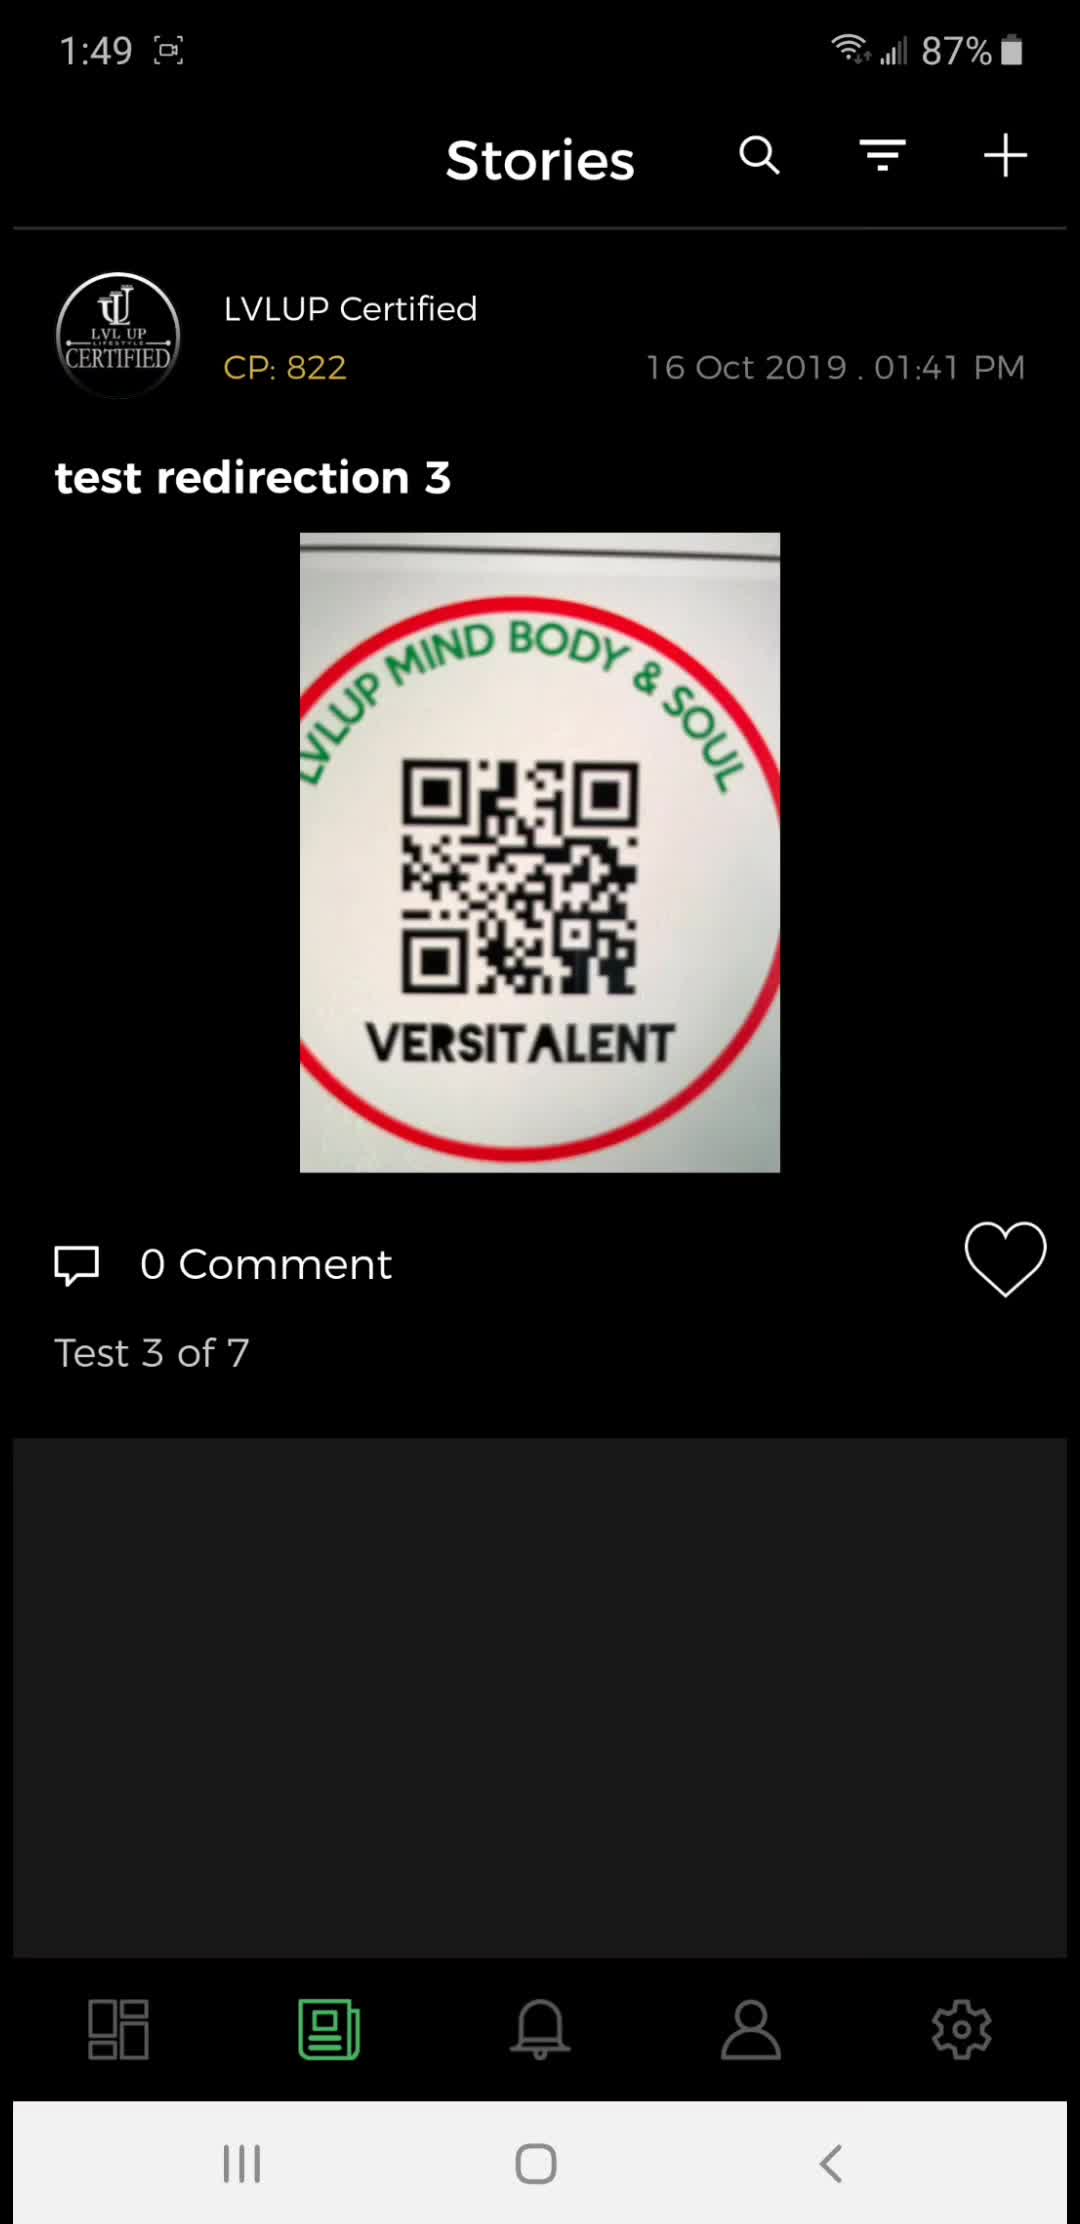 1:49
87%
Stories
LVL UP
LIFESTYLE
CERTIFIED
LVLUP Certified
CP: 822
16 Oct 2019 . 01:41 PM
test redirection 3
LVLUP MIND BODY & SOUL
VERSITALENT
0 Comment
Test 3 of 7